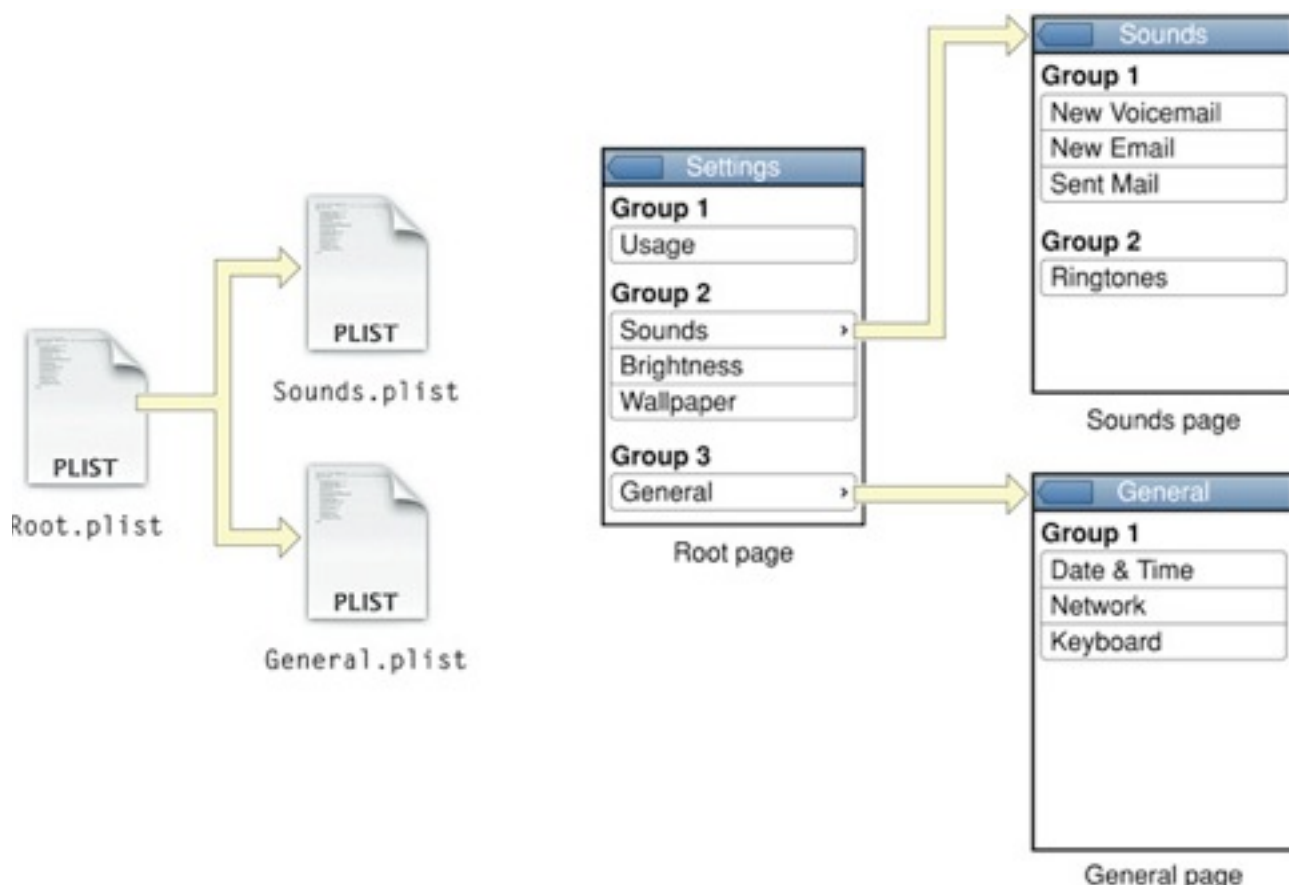 PLIST
Root.plist
PLIST
Sounds.plist
PLIST
General.plist
Settings
Group 1
Usage
Group 2
Sounds
Brightness
Wallpaper
Group 3
General
Root page
Sounds
Group 1
New Voicemail
New Email
Sent Mail
Group 2
Ringtones
Sounds page
General
Group 1
Date & Time
Network
Keyboard
General page